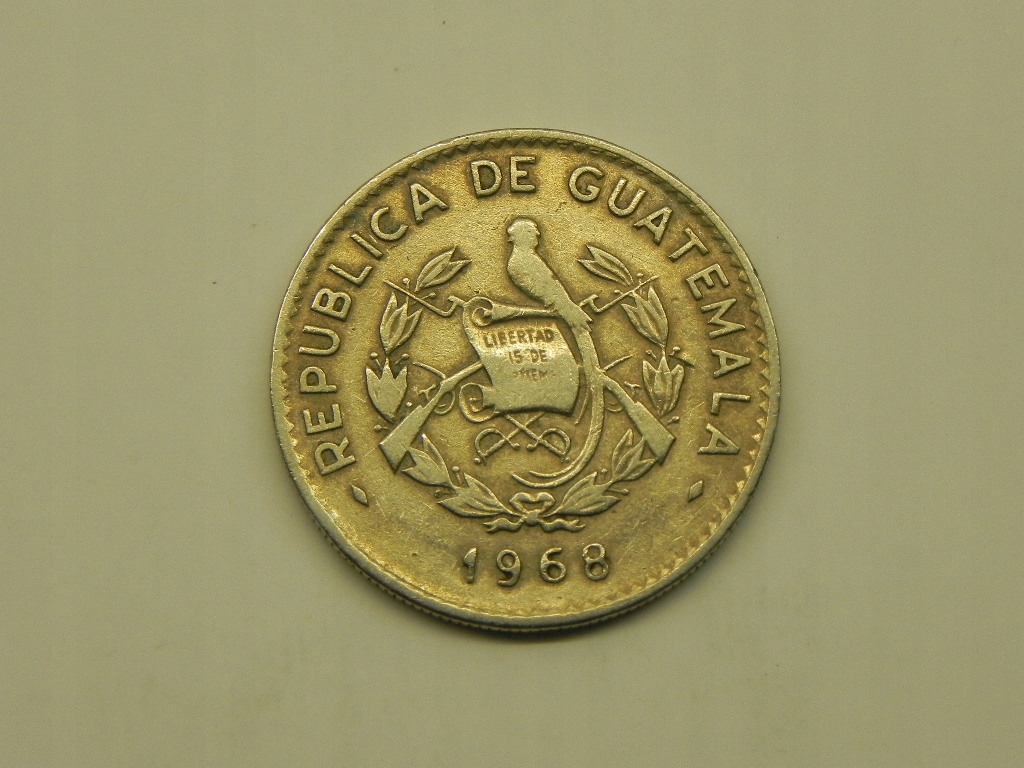 REPUBLICA DE GUATEMALA
LIBERTAD
15 DE
1968